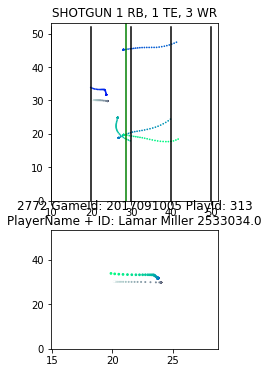 SHOTGUN 1 RB, 1 TE, 3 WR
50
40
30
20
10
0
10 20 30 40 50
2772 GameId: 2017091005 PlayId: 313
PlayerName + ID: Lamar Miller 2533034.0
40
20
0
15 20 25